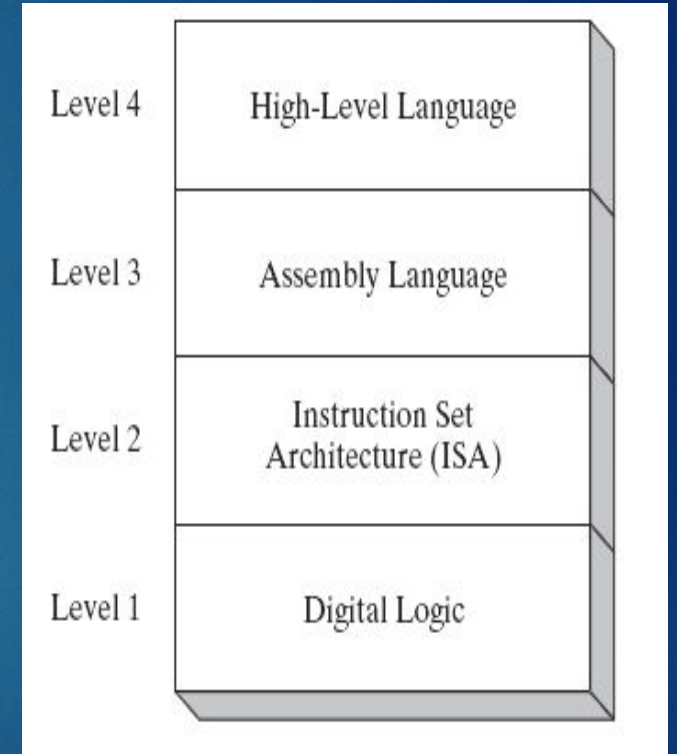 Level 4
High-Level Language
Level 3
Assembly Language
Level 2
Instruction Set
Architecture (ISA)
Level 1
Digital Logic